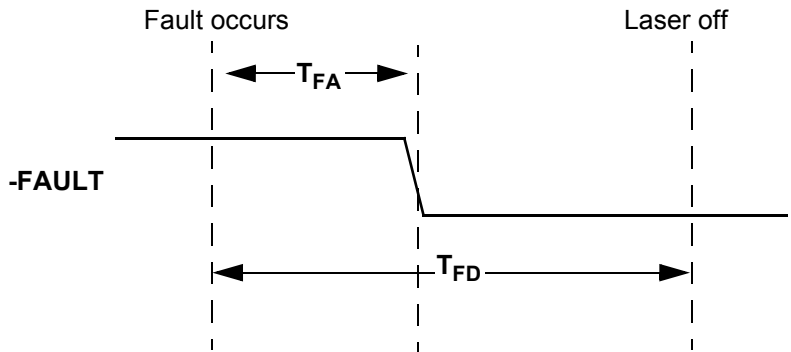 Fault occurs
Laser off
TFA
-FAULT
TFD